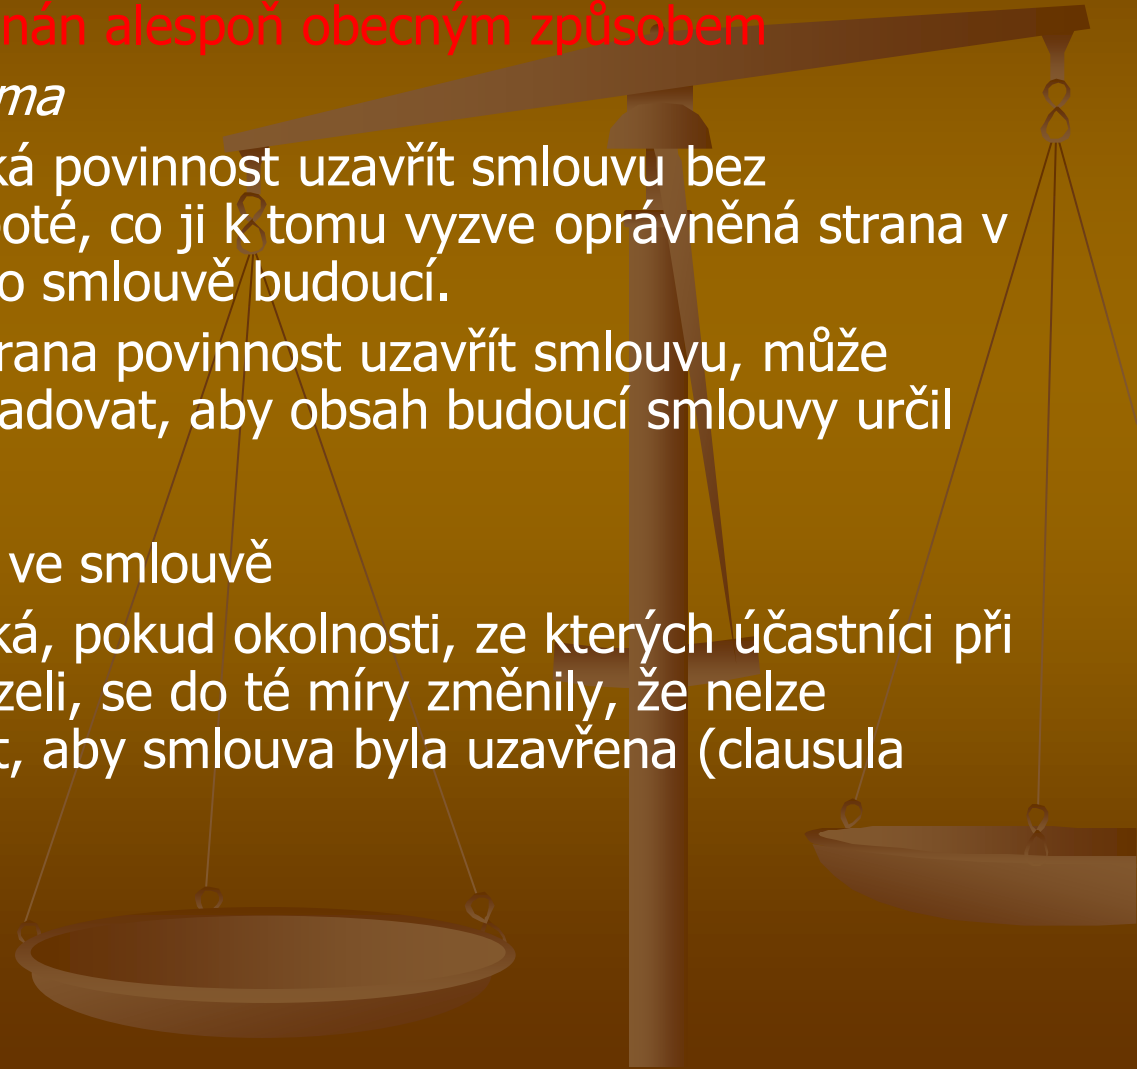 nán alespoň obecným způsobem
ma
ká povinnost uzavřít smlouvu bez
oté, co ji k tomu vyzve oprávněná strana v
o smlouvě budoucí.
rana povinnost uzavřít smlouvu, může
adovat, aby obsah budoucí smlouvy určil
ve smlouvě
ká, pokud okolnosti, ze kterých účastníci při
zeli, se do té míry změnily, že nelze
t, aby smlouva byla uzavřena (clausula